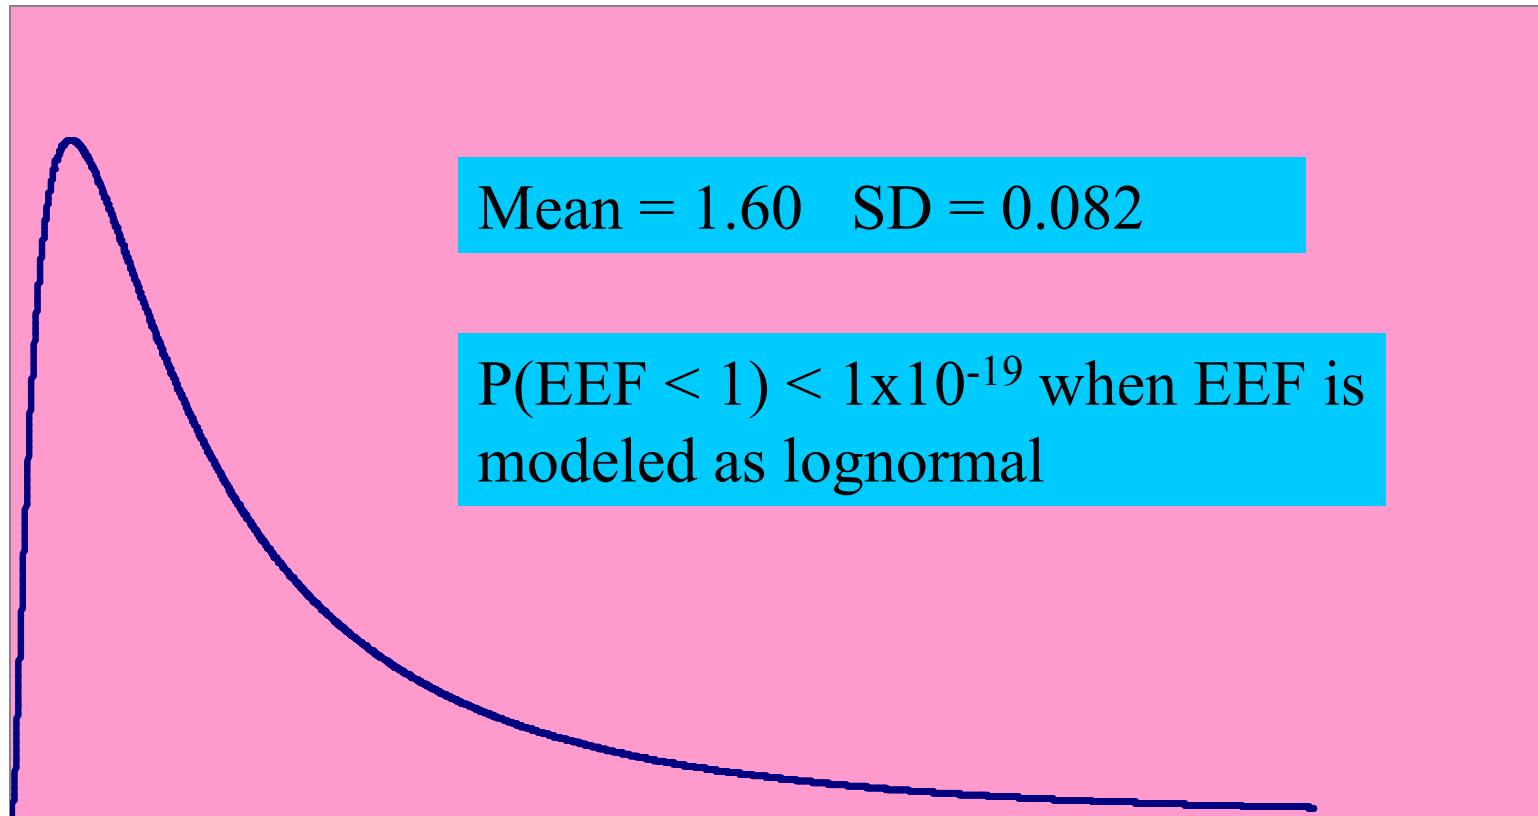 Mean = 1.60   SD = 0.082
P(EEF < 1) < 1x10⁻¹⁹ when EEF is
modeled as lognormal